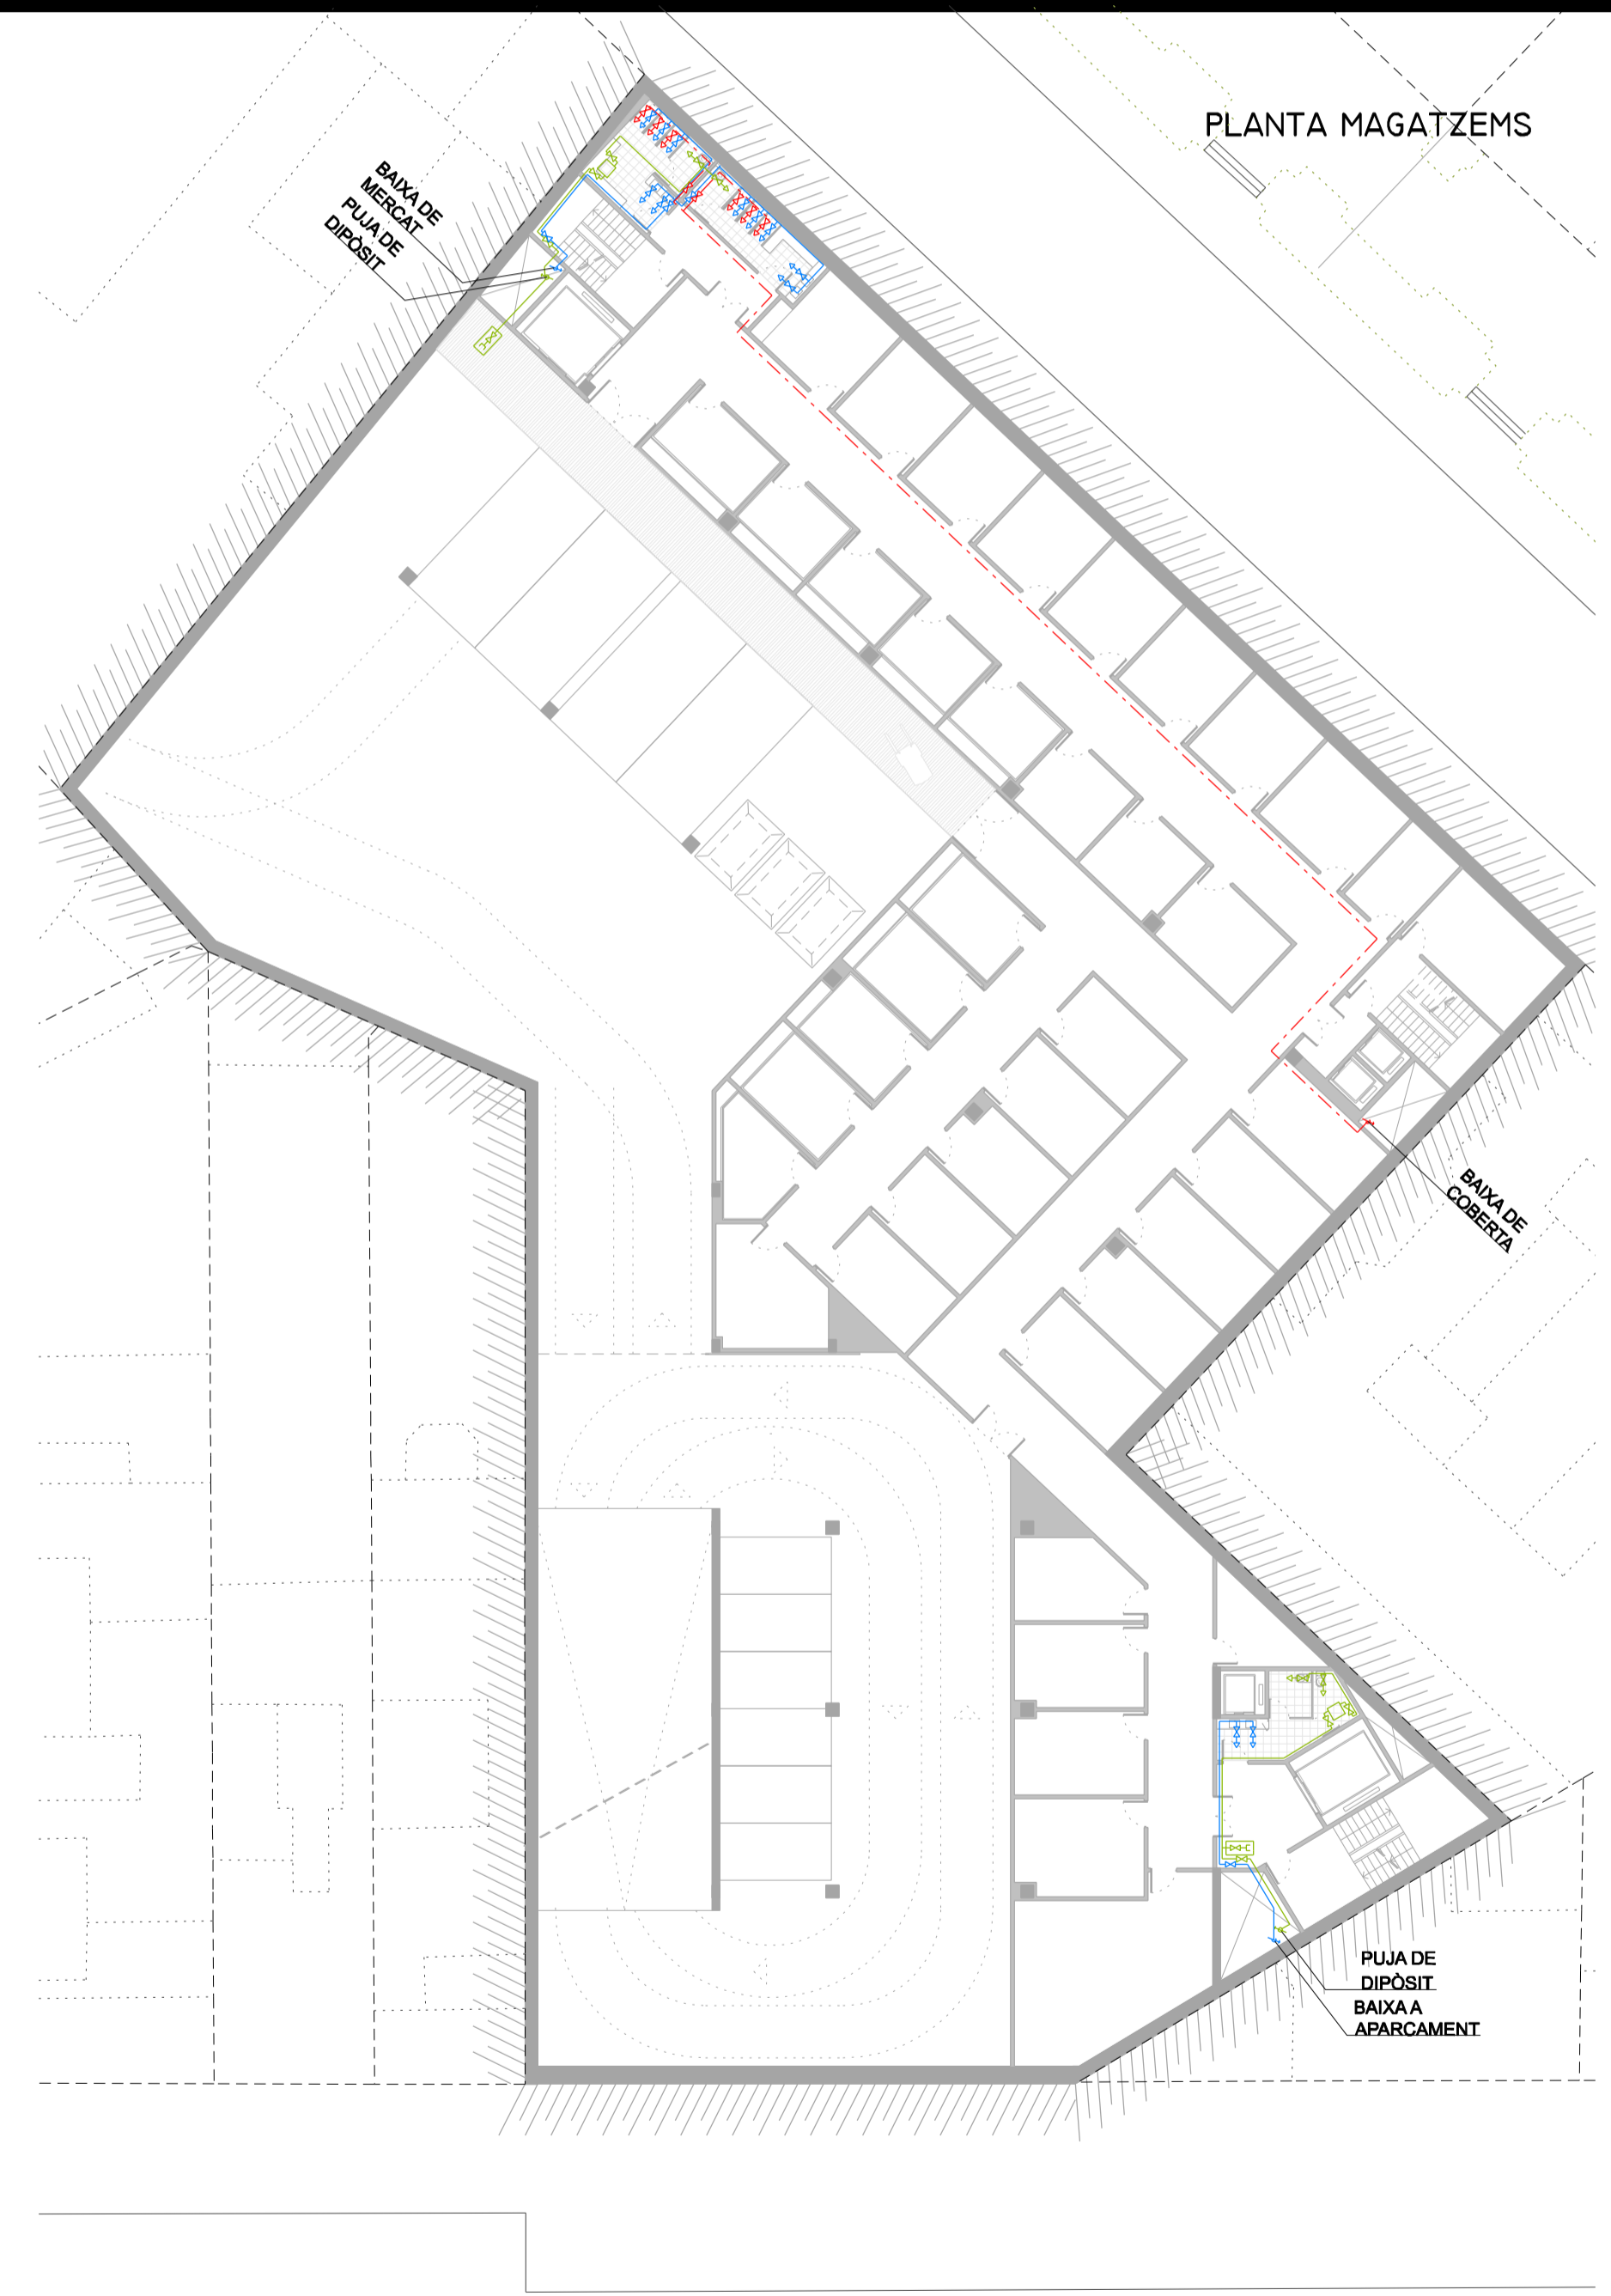 PLANTA MAGATZEMS
BAIXA DE
MERCAT
PUJA DE
DIPÒSIT
BAIXA DE
COBERTA
PUJA DE
DIPÒSIT
BAIXA A
APARCAMENT